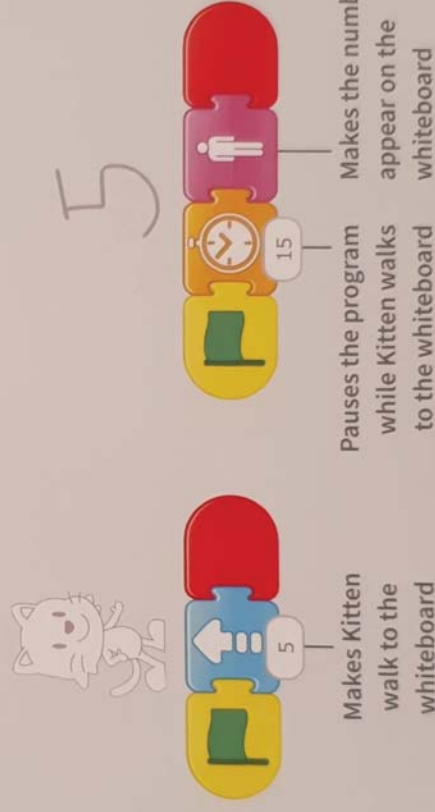 5
Makes Kitten
walk to the
whiteboard
5
15
Pauses the program
while Kitten walks
to the whiteboard
Makes the numb
appear on the
whiteboard